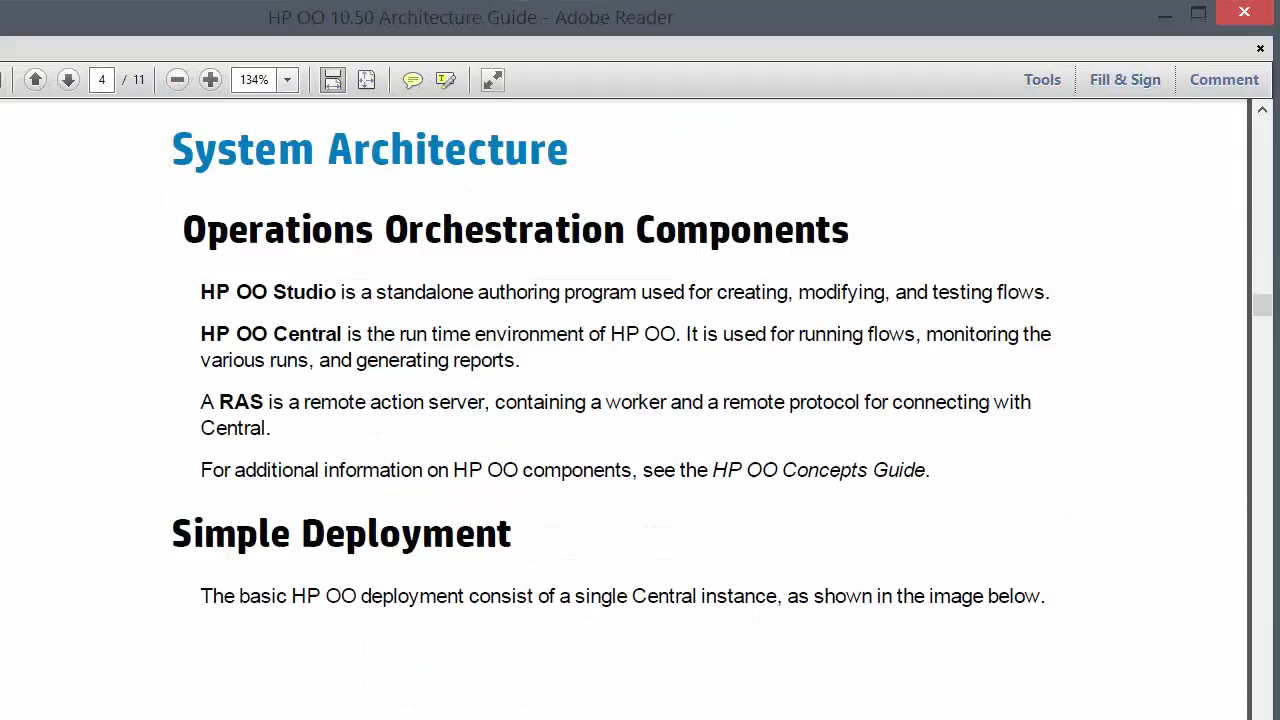 HP OO 10.50 Architecture Guide - Adobe Reader
4 / 11 134% Tools Fill & Sign Comment
System Architecture
Operations Orchestration Components
HP OO Studio is a standalone authoring program used for creating, modifying, and testing flows.
HP OO Central is the run time environment of HP OO. It is used for running flows, monitoring the
various runs, and generating reports.
A RAS is a remote action server, containing a worker and a remote protocol for connecting with
Central.
For additional information on HP OO components, see the HP OO Concepts Guide.
Simple Deployment
The basic HP OO deployment consist of a single Central instance, as shown in the image below.